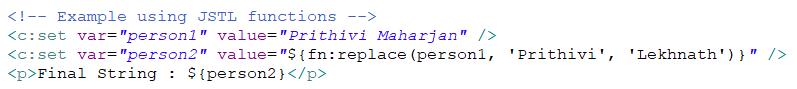 <!-- Example using JSTL functions -->
<c:set var="person1" value="Prithivi Maharjan" />
<c:set var="person2" value="${fn:replace(person1, 'Prithivi', 'Lekhnath')}" />
<p>Final String : ${person2}</p>